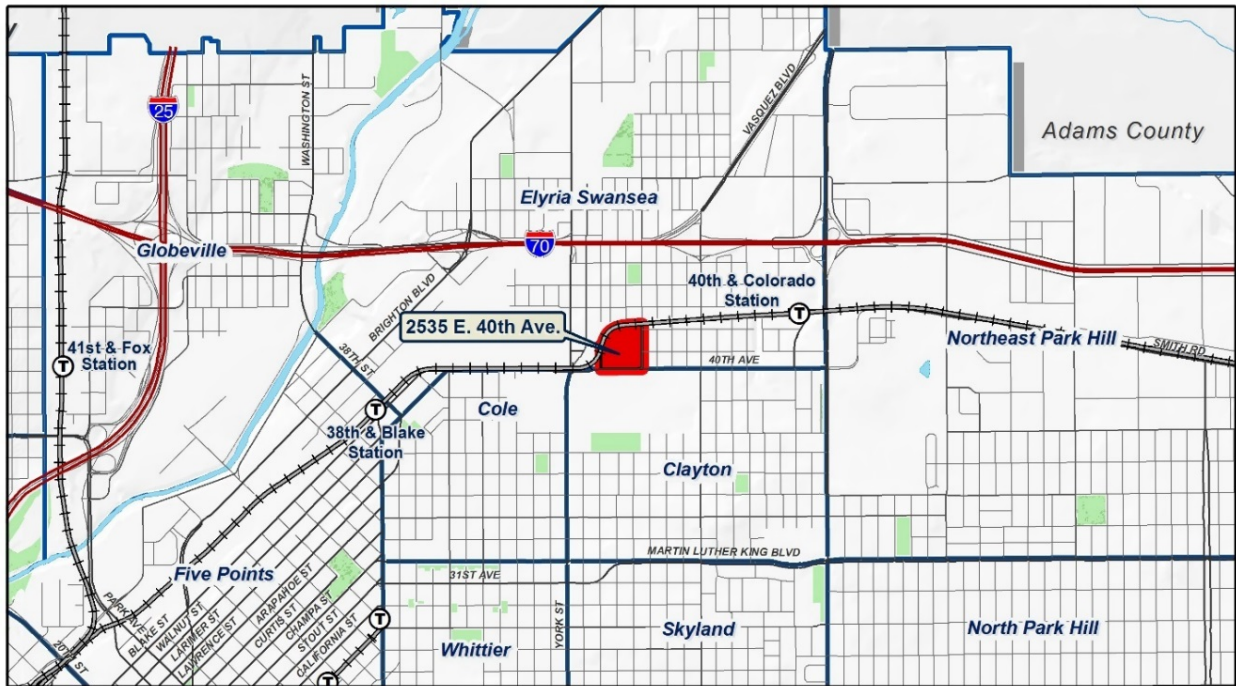 25
WASHINGTON ST
VASQUEZ BLVD
Adams County
Elyria Swansea
Globeville
70
BRIGHTON BLVD
40th & Colorado
Station
2535 E. 40th Ave.
41st & Fox
Station
T
T
38TH ST
40TH AVE
Northeast Park Hill
SMITH RD
T
Cole
38th & Blake
Station
Clayton
MARTIN LUTHER KING BLVD
31ST AVE
Five Points
PARK AVE
BLAKE ST
WALNUT ST
LARIMER ST
LAWRENCE ST
ARAPAHOE ST
CURTIS ST
CHAMPA ST
STOUT ST
CALIFORNIA ST
20TH ST
T
T
YORK ST
Whittier
Skyland
North Park Hill